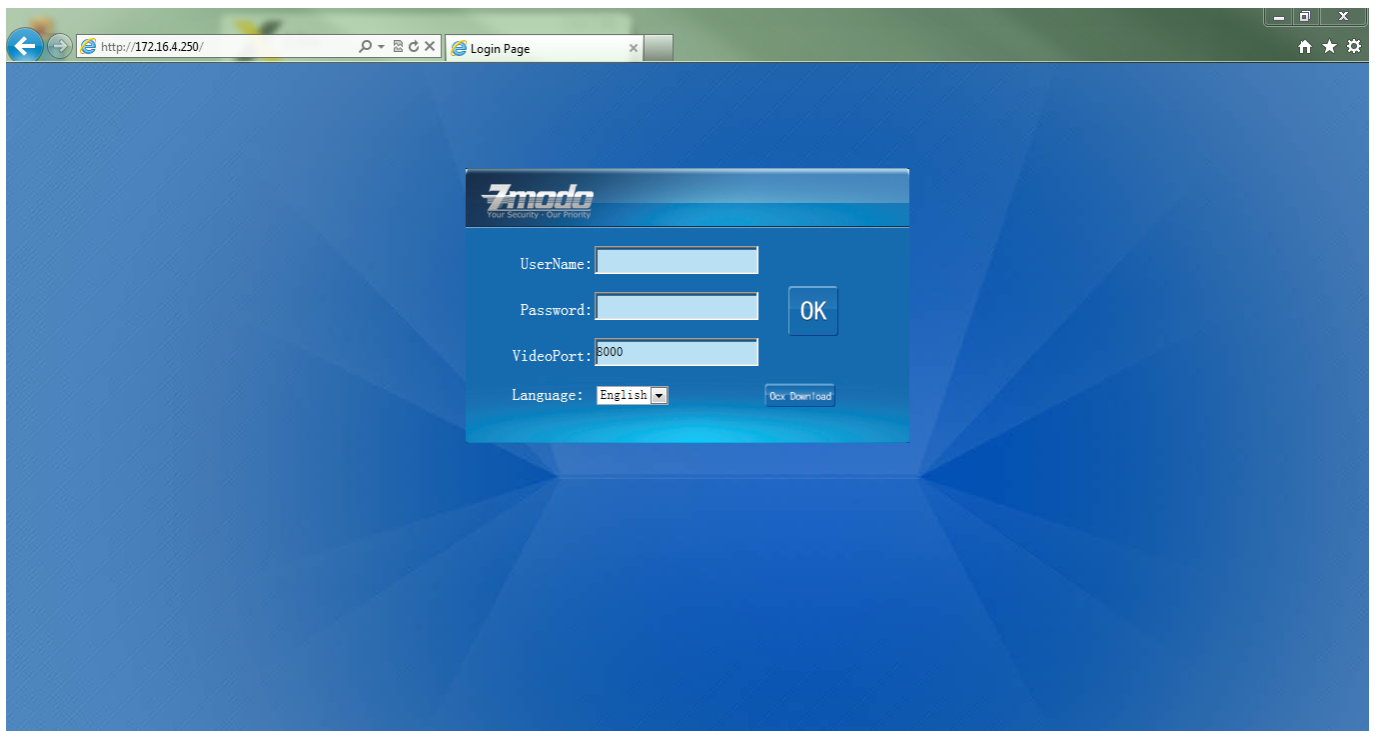 http://172.16.4.250/
Login Page
Zmodo
Your Security - Our Priority
UserName:
Password:
OK
VideoPort: 8000
Language: English
Ocx Download